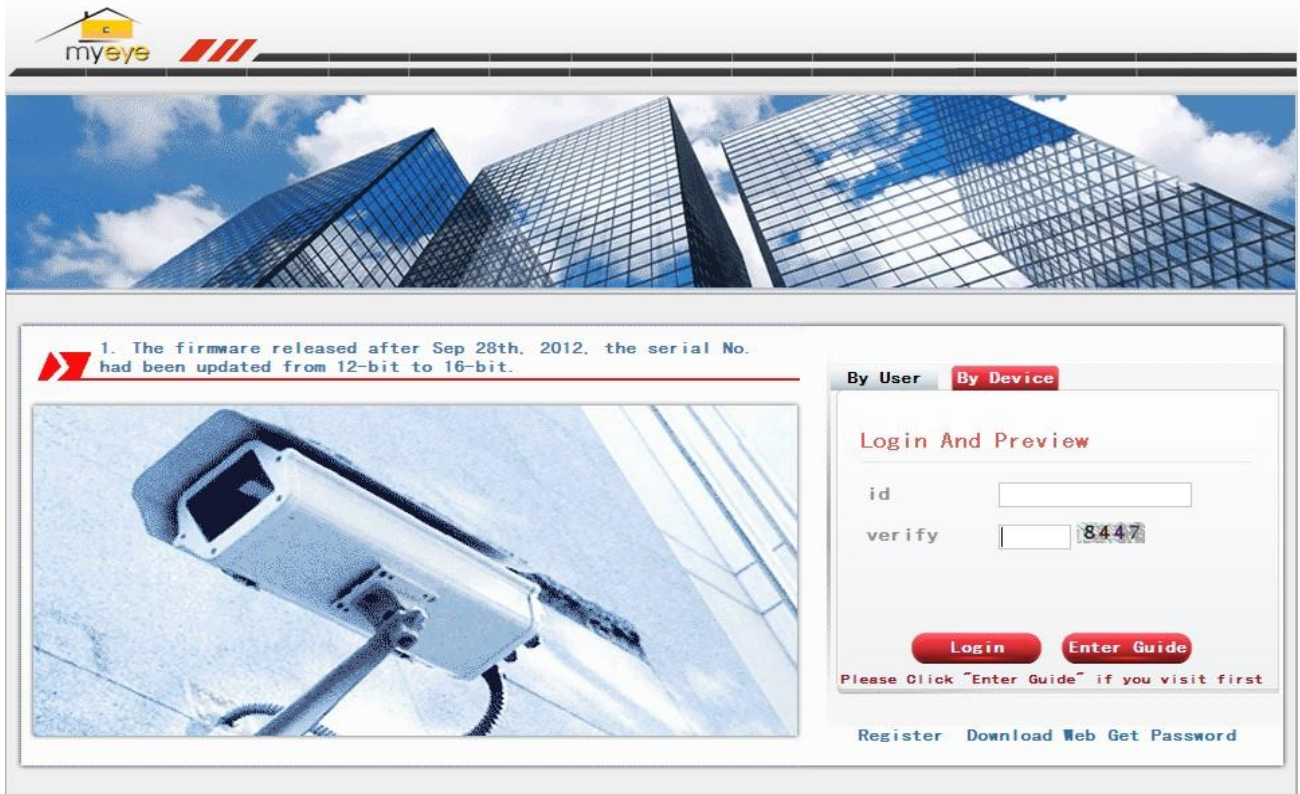 myeye
1. The firmware released after Sep 28th, 2012, the serial No.
had been updated from 12-bit to 16-bit.
By User By Device
Login And Preview
id
verify 8447
Login Enter Guide
Please Click "Enter Guide" if you visit first
Register Download Web Get Password